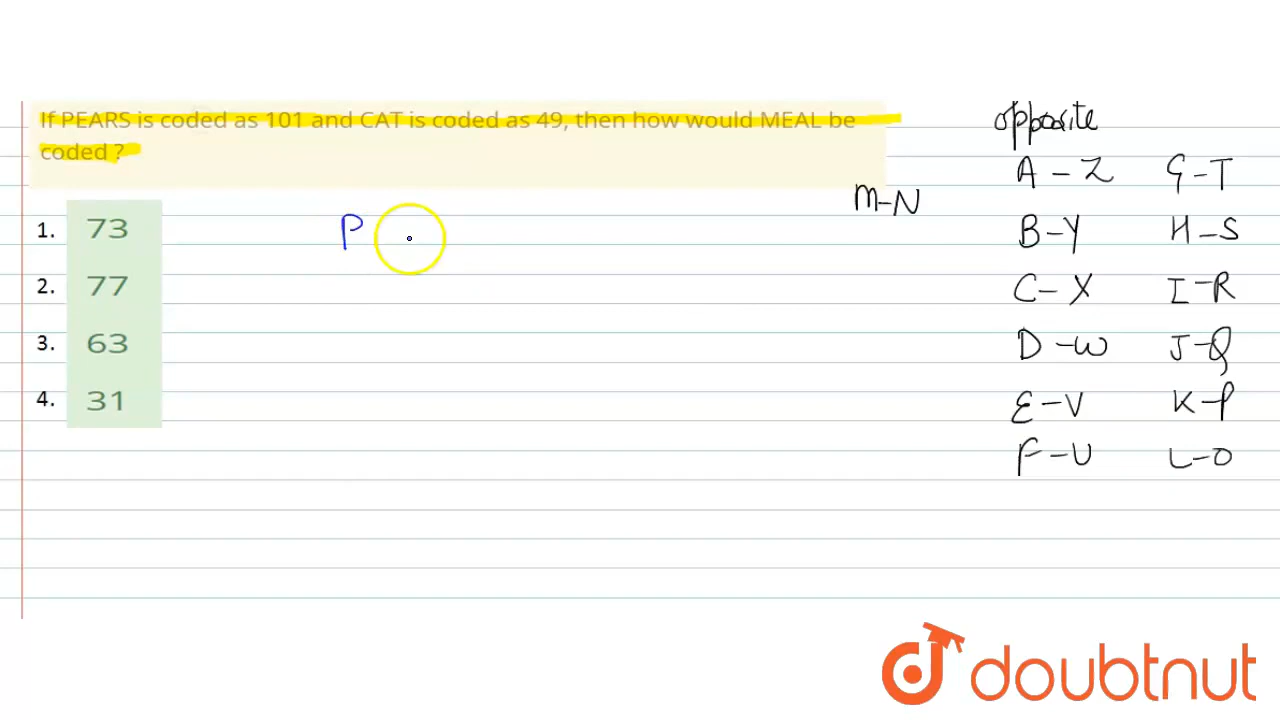 If PEARS is coded as 101 and CAT is coded as 49, then how would MEAL be
coded ?
1. 73
2. 77
3. 63
4. 31
P
M-N
opposite
A - Z G - T
B - Y H - S
C - X I - R
D - W J - Q
E - V K - P
F - U L - O
doubtnut